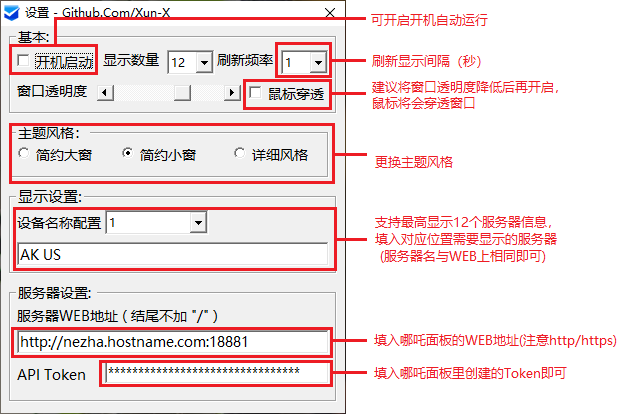 设置 - Github.Com/Xun-X
可开启开机自动运行
基本:
开机启动 显示数量 12 刷新频率 1
刷新显示间隔（秒）
窗口透明度 鼠标穿透
建议将窗口透明度降低后再开启,
鼠标将会穿透窗口
主题风格:
简约大窗 简约小窗 详细风格
更换主题风格
显示设置:
设备名称配置 1
AK US
支持最高显示12个服务器信息,
填入对应位置需要显示的服务器
(服务器名与WEB上相同即可)
服务器设置:
服务器WEB地址（结尾不加 "/"）
http://nezha.hostname.com:18881
填入哪吒面板的WEB地址(注意http/https)
API Token ********************************
填入哪吒面板里创建的Token即可